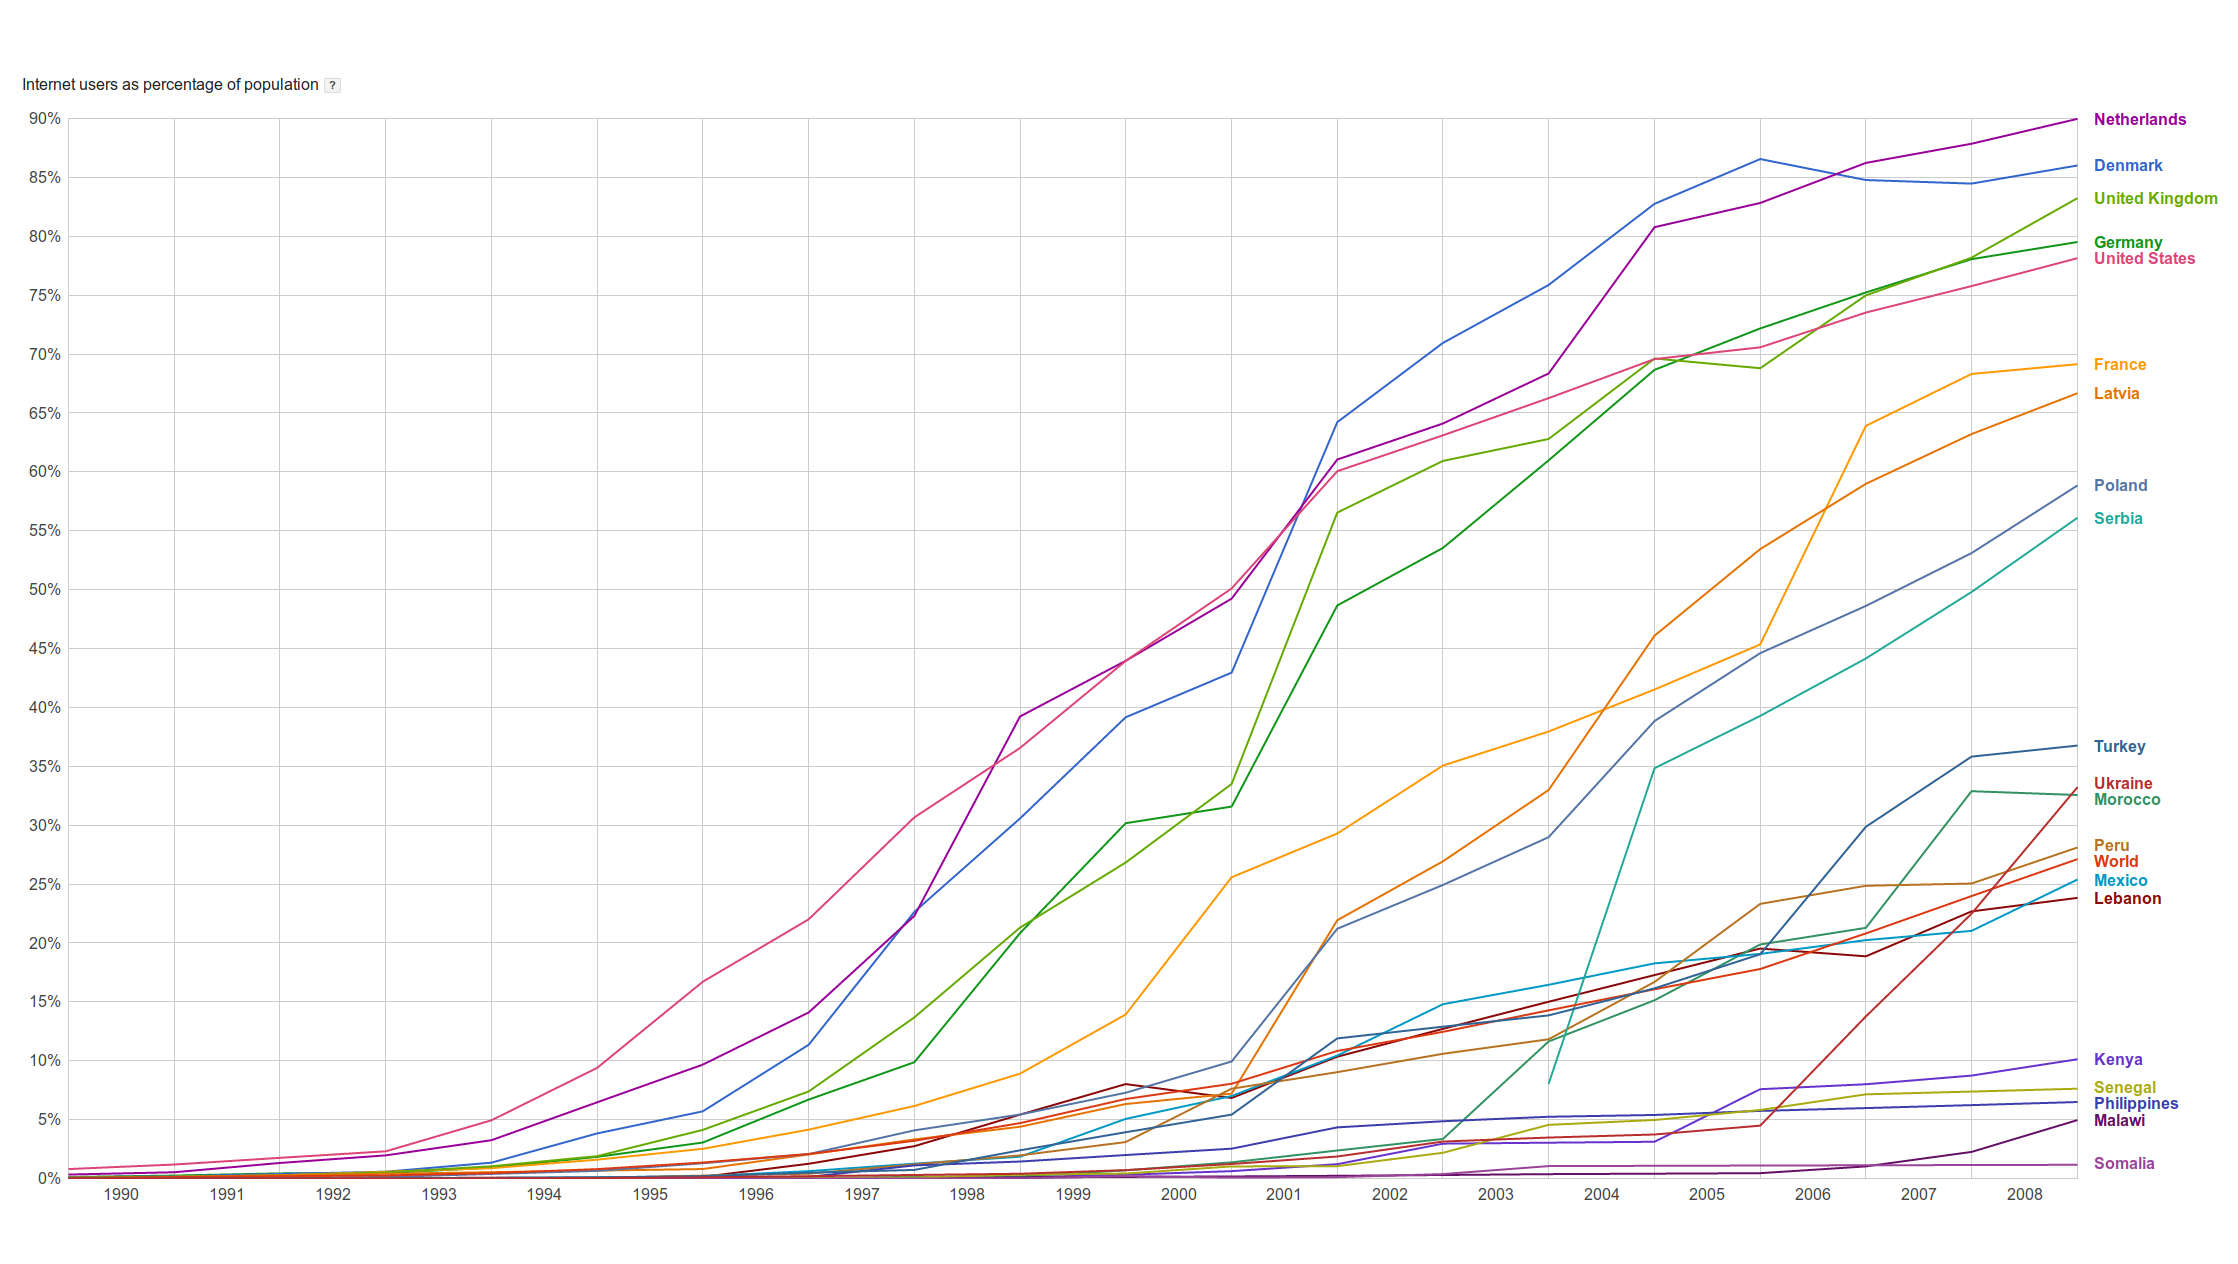 Internet users as percentage of population ?
90%
85%
80%
75%
70%
65%
60%
55%
50%
45%
40%
35%
30%
25%
20%
15%
10%
5%
0%
Netherlands
Denmark
United Kingdom
Germany
United States
France
Latvia
Poland
Serbia
Turkey
Ukraine
Morocco
Peru
World
Mexico
Lebanon
Kenya
Senegal
Philippines
Malawi
Somalia
1990 1991 1992 1993 1994 1995 1996 1997 1998 1999 2000 2001 2002 2003 2004 2005 2006 2007 2008